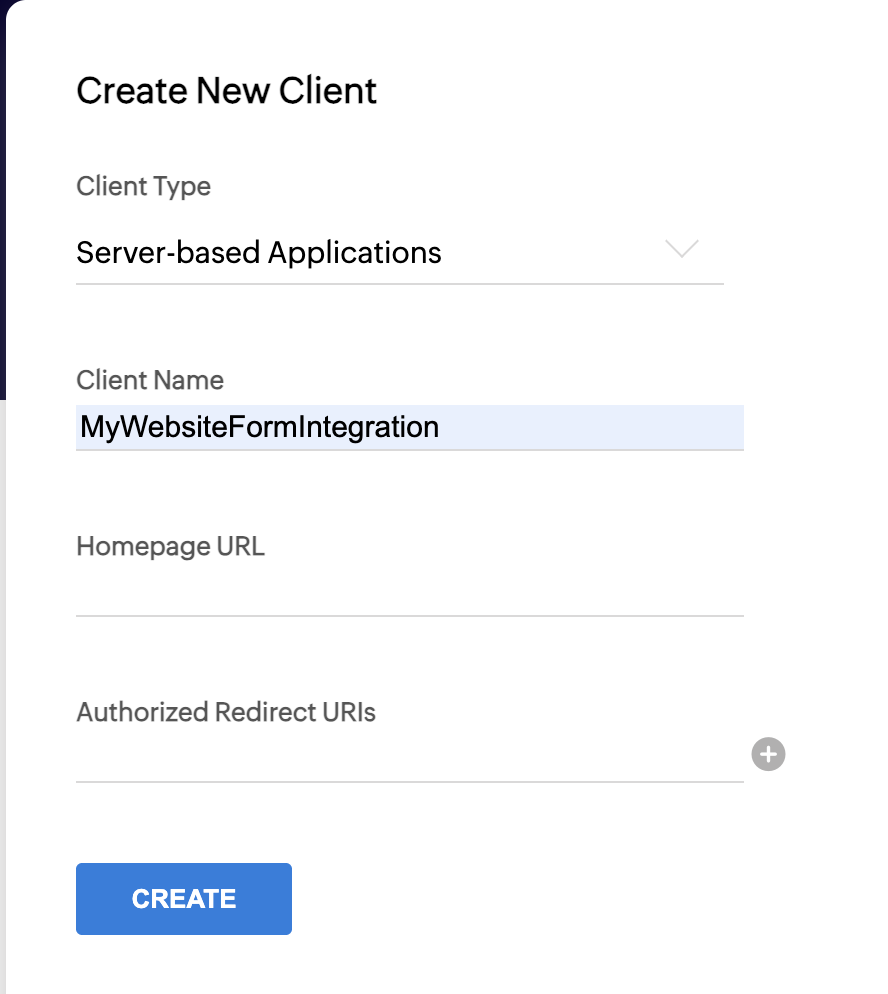 Create New Client
Client Type
Server-based Applications
Client Name
MyWebsiteFormIntegration
Homepage URL
Authorized Redirect URIs
CREATE